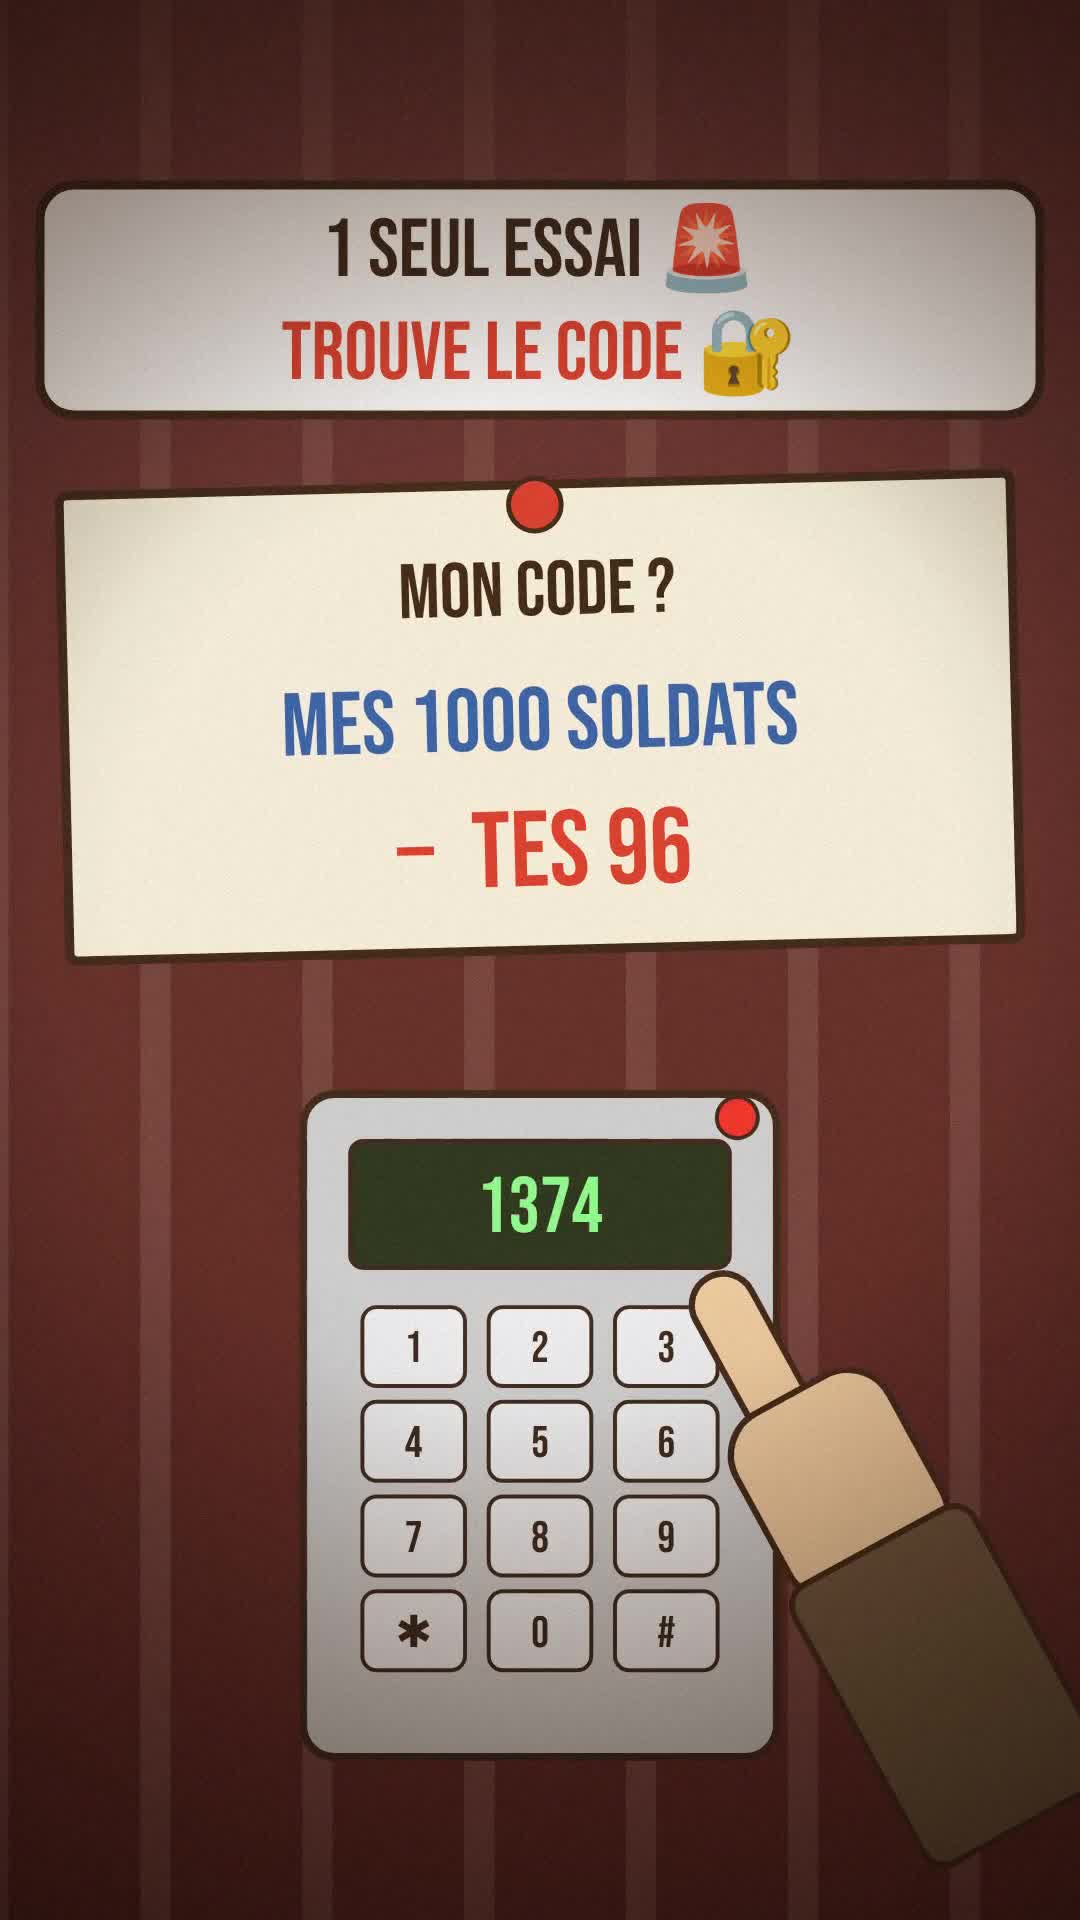 1 SEUL ESSAI 🚨
TROUVE LE CODE 🔐
MON CODE ?
MES 1000 SOLDATS
– TES 96
1374
1 2 3
4 5 6
7 8 9
* 0 #